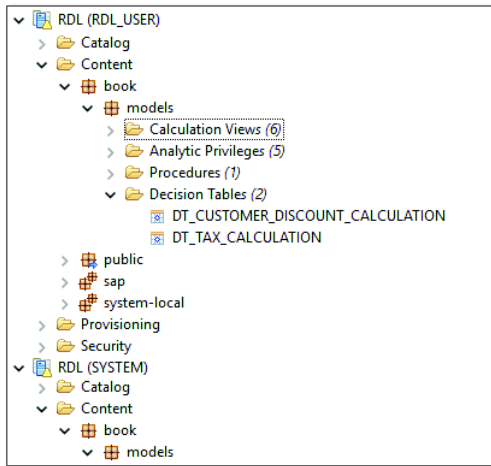 RDL (RDL_USER)
Catalog
Content
book
models
Calculation Views (6)
Analytic Privileges (5)
Procedures (1)
Decision Tables (2)
DT_CUSTOMER_DISCOUNT_CALCULATION
DT_TAX_CALCULATION
public
sap
system-local
Provisioning
Security
RDL (SYSTEM)
Catalog
Content
book
models